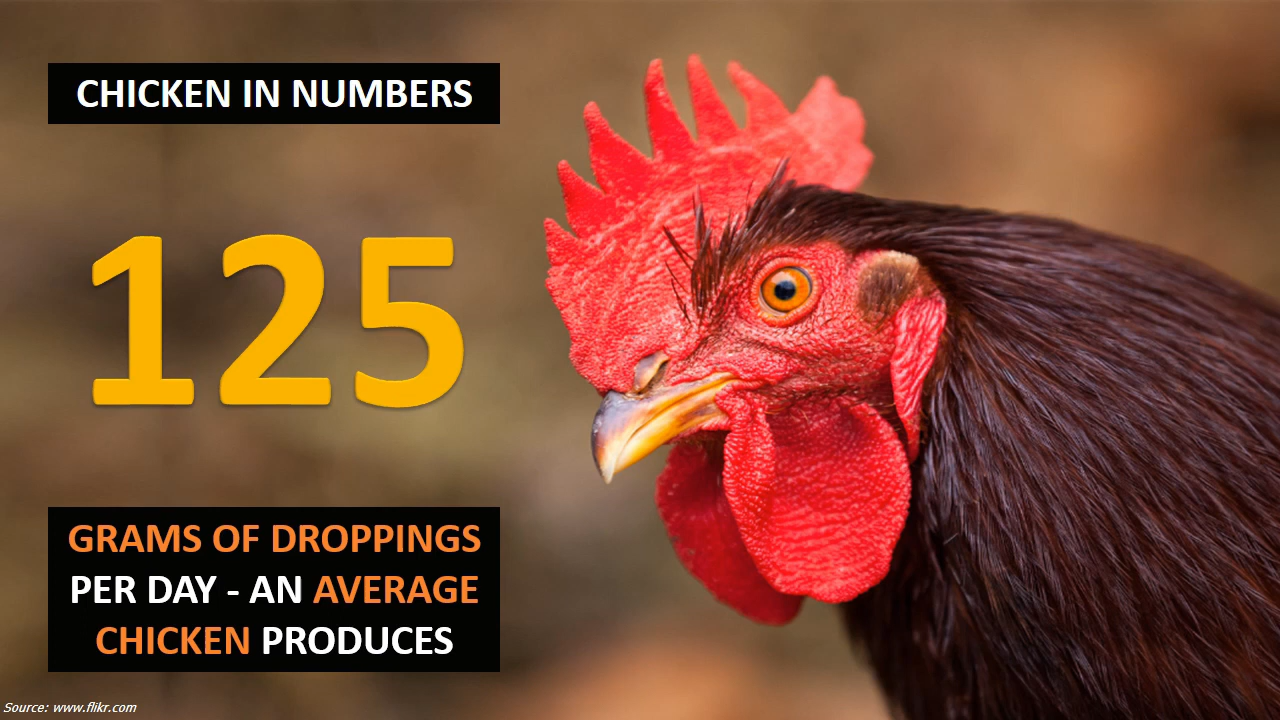 CHICKEN IN NUMBERS
125
GRAMS OF DROPPINGS
PER DAY - AN AVERAGE
CHICKEN PRODUCES
Source: www.flikr.com